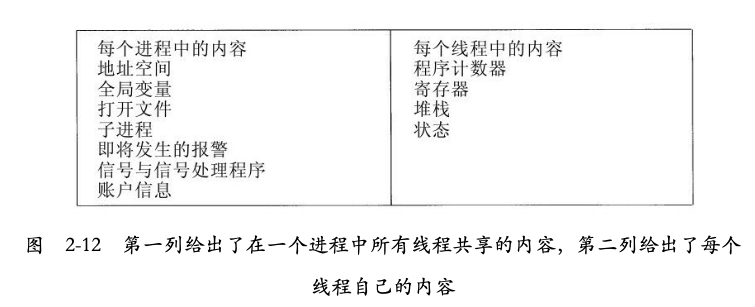 每个进程中的内容
地址空间
全局变量
打开文件
子进程
即将发生的报警
信号与信号处理程序
账户信息
每个线程中的内容
程序计数器
寄存器
堆栈
状态
图 2-12 第一列给出了在一个进程中所有线程共享的内容，第二列给出了每个
线程自己的内容